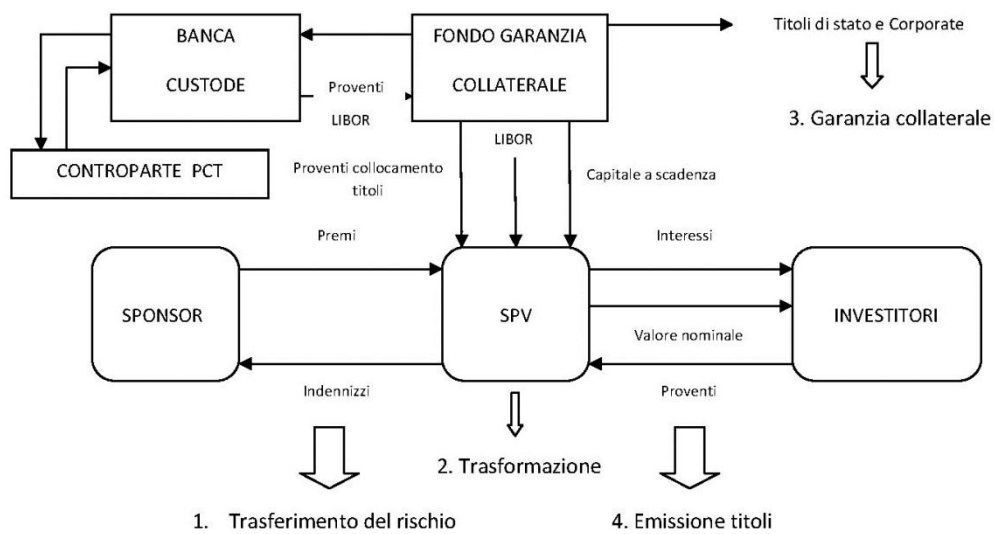 BANCA
CUSTODE
FONDO GARANZIA
COLLATERALE
Titoli di stato e Corporate
Proventi
LIBOR
3. Garanzia collaterale
CONTROPARTE PCT
LIBOR
Proventi collocamento
titoli
Capitale a scadenza
Premi
Interessi
SPONSOR
SPV
INVESTITORI
Valore nominale
Indennizzi
Proventi
2. Trasformazione
1. Trasferimento del rischio
4. Emissione titoli